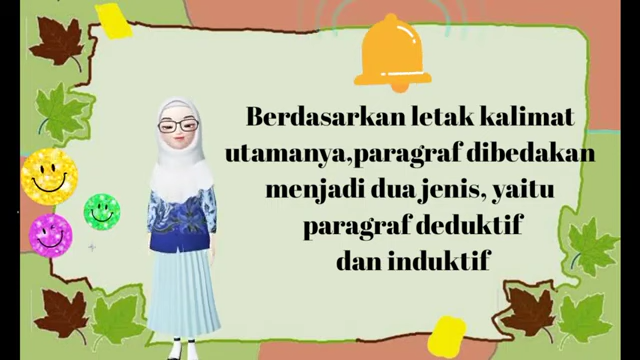 Berdasarkan letak kalimat
utamanya,paragraf dibedakan
menjadi dua jenis, yaitu
paragraf deduktif
dan induktif